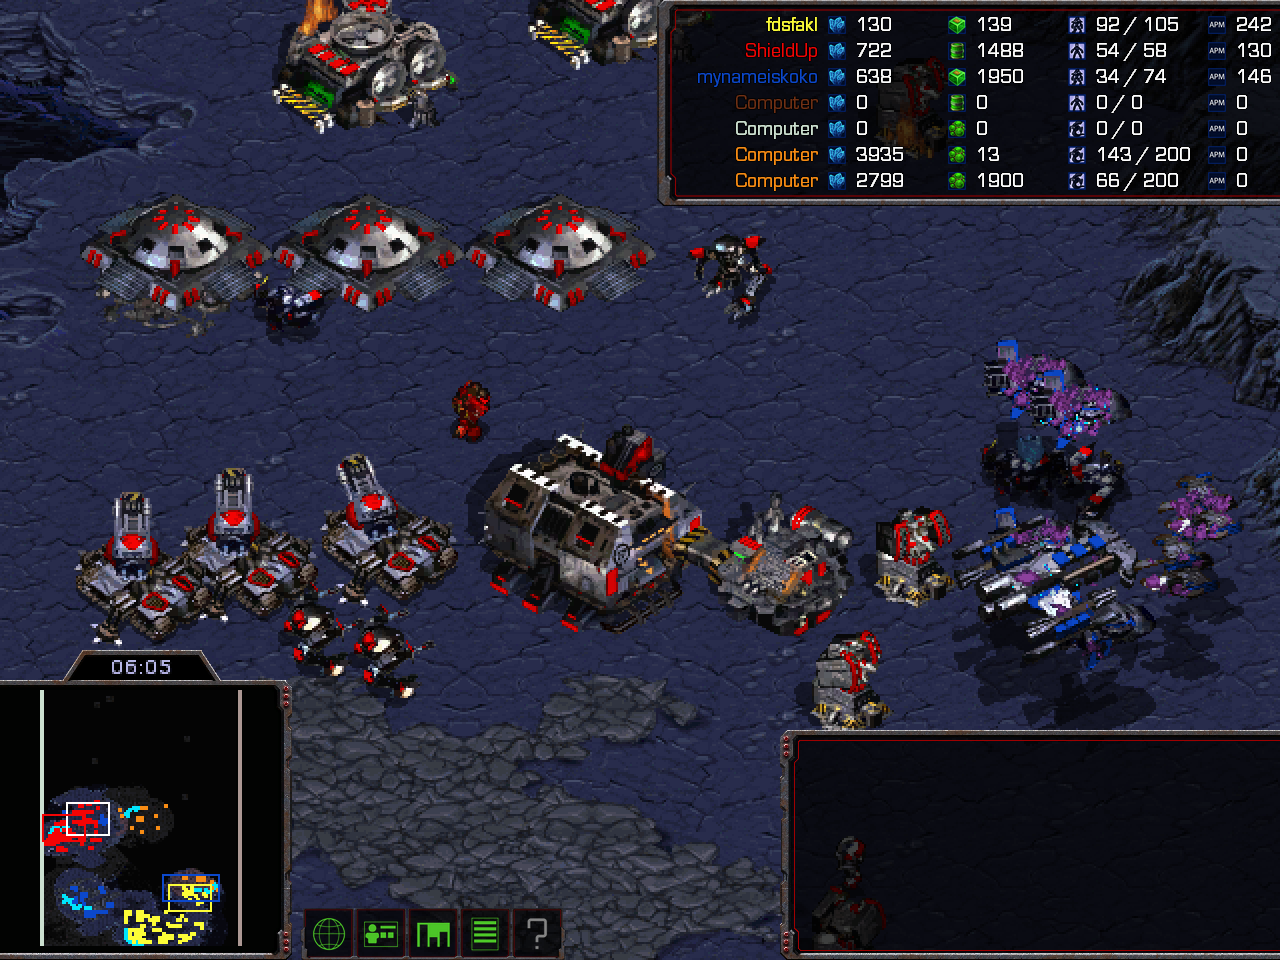 fdsfakl 130 139 92 / 105 APM 242
ShieldUp 722 1488 54 / 58 APM 130
mynameiskoko 638 1950 34 / 74 APM 146
Computer 0 0 0 / 0 APM 0
Computer 0 0 0 / 0 APM 0
Computer 3935 13 143 / 200 APM 0
Computer 2799 1900 66 / 200 APM 0
06:05
?